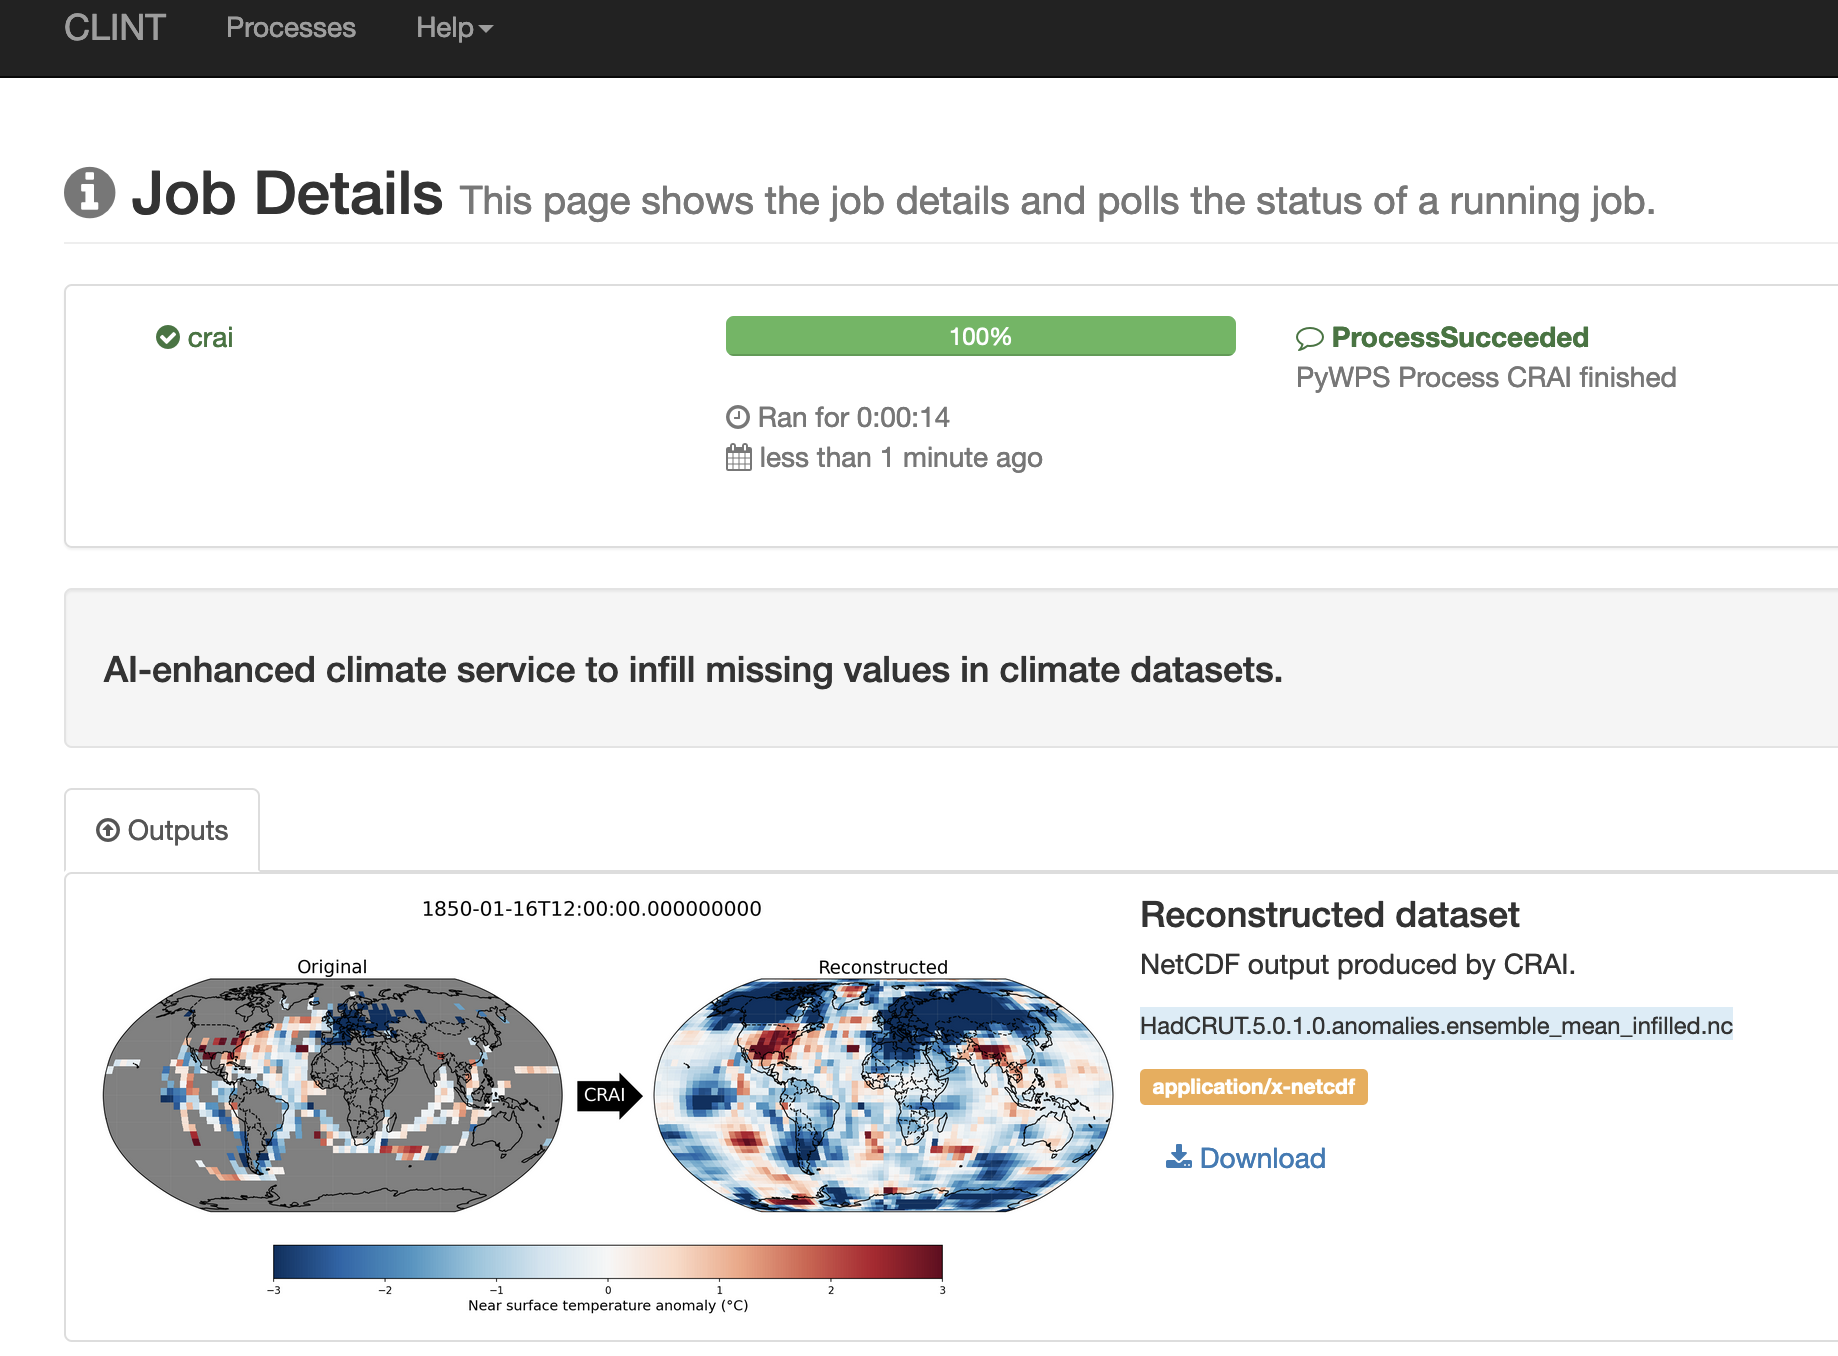 CLINT Processes Help
Job Details This page shows the job details and polls the status of a running job.
crai
100%
ProcessSucceeded
PyWPS Process CRAI finished
Ran for 0:00:14
less than 1 minute ago
AI-enhanced climate service to infill missing values in climate datasets.
Outputs
1850-01-16T12:00:00.000000000
Original
Reconstructed
CRAI
−3 −2 −1 0 1 2 3
Near surface temperature anomaly (°C)
Reconstructed dataset
NetCDF output produced by CRAI.
HadCRUT.5.0.1.0.anomalies.ensemble_mean_infilled.nc
application/x-netcdf
Download